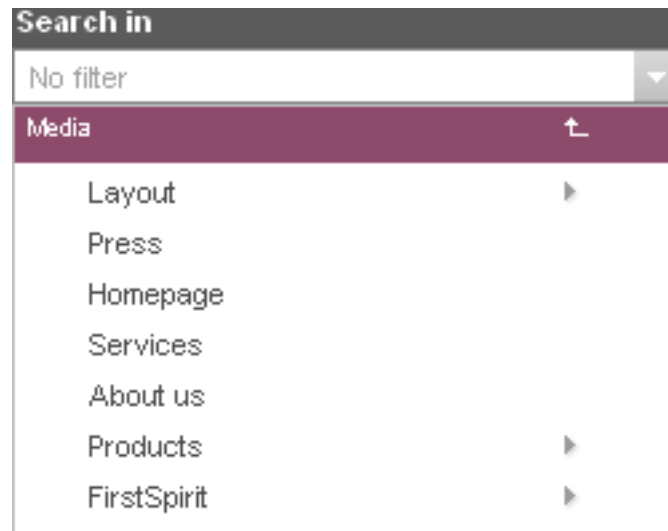 Search in
No filter
Media
Layout
Press
Homepage
Services
About us
Products
FirstSpirit